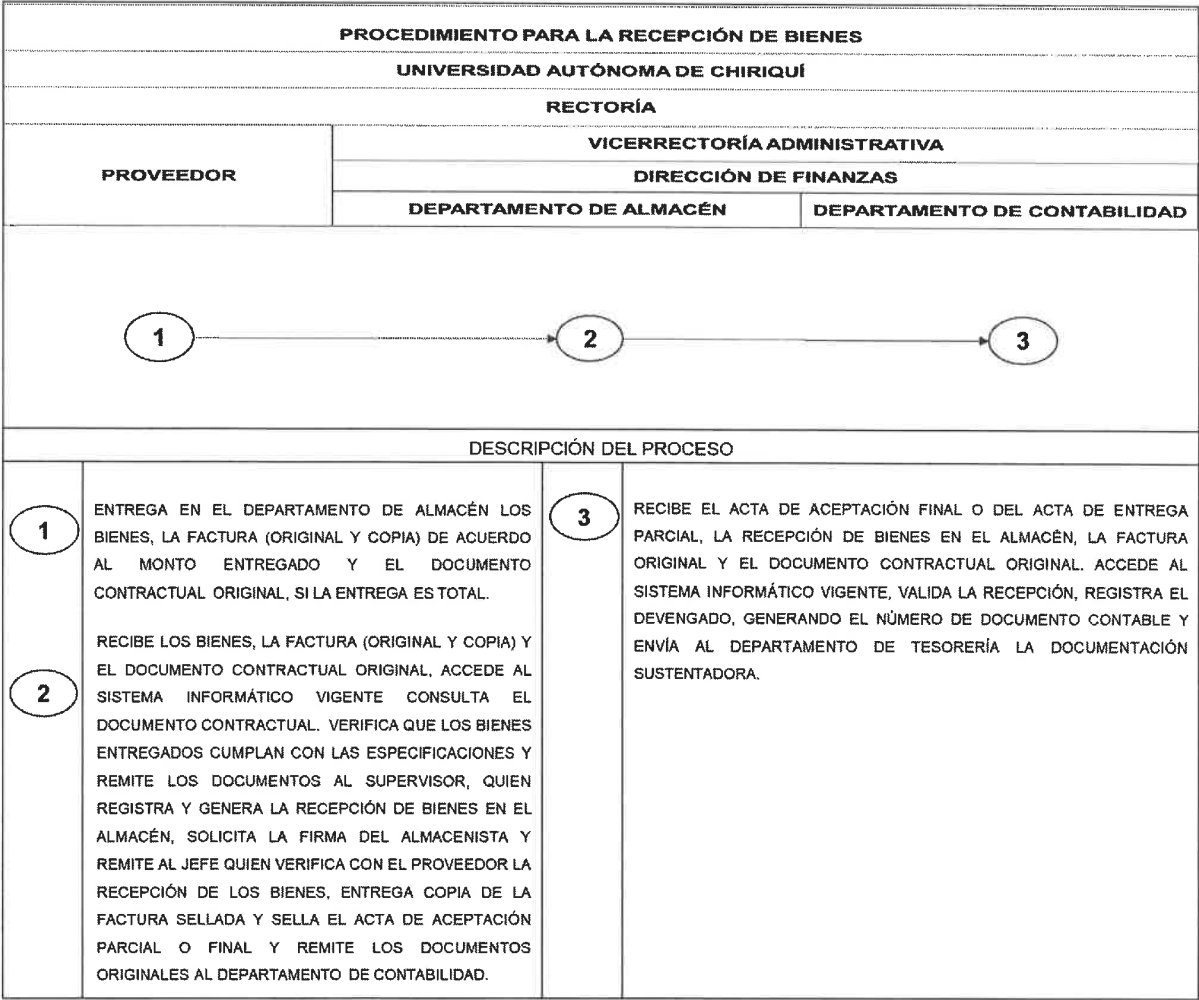 PROCEDIMIENTO PARA LA RECEPCIÓN DE BIENES
UNIVERSIDAD AUTÓNOMA DE CHIRIQUÍ
RECTORÍA
PROVEEDOR
VICERRECTORÍA ADMINISTRATIVA
DIRECCIÓN DE FINANZAS
DEPARTAMENTO DE ALMACÉN
DEPARTAMENTO DE CONTABILIDAD
1
2
3
DESCRIPCIÓN DEL PROCESO
1
ENTREGA EN EL DEPARTAMENTO DE ALMACÉN LOS
BIENES, LA FACTURA (ORIGINAL Y COPIA) DE ACUERDO
AL MONTO ENTREGADO Y EL DOCUMENTO
CONTRACTUAL ORIGINAL, SI LA ENTREGA ES TOTAL.
2
RECIBE LOS BIENES, LA FACTURA (ORIGINAL Y COPIA) Y
EL DOCUMENTO CONTRACTUAL ORIGINAL, ACCEDE AL
SISTEMA INFORMÁTICO VIGENTE CONSULTA EL
DOCUMENTO CONTRACTUAL. VERIFICA QUE LOS BIENES
ENTREGADOS CUMPLAN CON LAS ESPECIFICACIONES Y
REMITE LOS DOCUMENTOS AL SUPERVISOR, QUIEN
REGISTRA Y GENERA LA RECEPCIÓN DE BIENES EN EL
ALMACÉN, SOLICITA LA FIRMA DEL ALMACENISTA Y
REMITE AL JEFE QUIEN VERIFICA CON EL PROVEEDOR LA
RECEPCIÓN DE LOS BIENES, ENTREGA COPIA DE LA
FACTURA SELLADA Y SELLA EL ACTA DE ACEPTACIÓN
PARCIAL O FINAL Y REMITE LOS DOCUMENTOS
ORIGINALES AL DEPARTAMENTO DE CONTABILIDAD.
3
RECIBE EL ACTA DE ACEPTACIÓN FINAL O DEL ACTA DE ENTREGA
PARCIAL, LA RECEPCIÓN DE BIENES EN EL ALMACÉN, LA FACTURA
ORIGINAL Y EL DOCUMENTO CONTRACTUAL ORIGINAL. ACCEDE AL
SISTEMA INFORMÁTICO VIGENTE, VALIDA LA RECEPCIÓN, REGISTRA EL
DEVENGADO, GENERANDO EL NÚMERO DE DOCUMENTO CONTABLE Y
ENVÍA AL DEPARTAMENTO DE TESORERÍA LA DOCUMENTACIÓN
SUSTENTADORA.